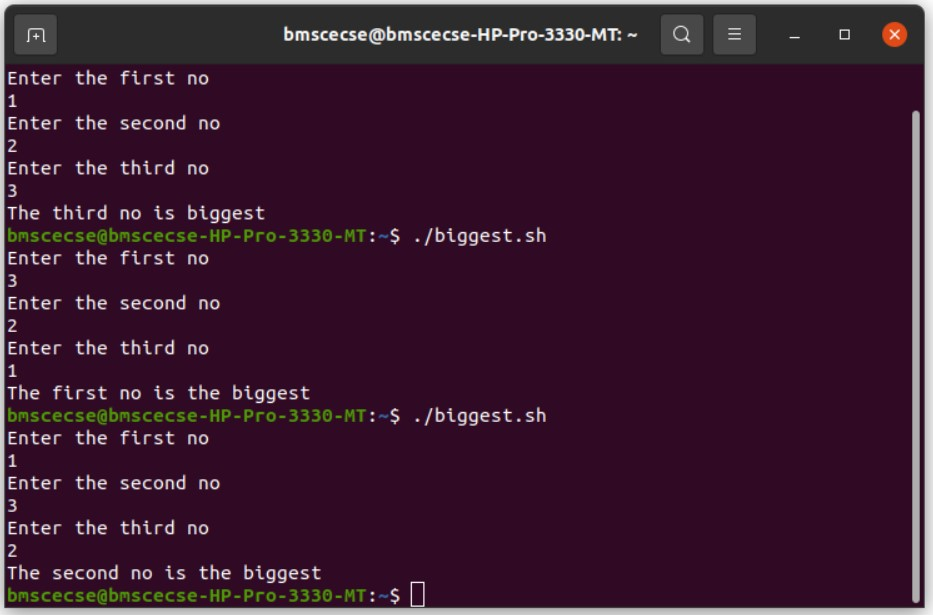 bmscecse@bmscecse-HP-Pro-3330-MT: ~
Enter the first no
1
Enter the second no
2
Enter the third no
3
The third no is biggest
bmscecse@bmscecse-HP-Pro-3330-MT:~$ ./biggest.sh
Enter the first no
3
Enter the second no
2
Enter the third no
1
The first no is the biggest
bmscecse@bmscecse-HP-Pro-3330-MT:~$ ./biggest.sh
Enter the first no
1
Enter the second no
3
Enter the third no
2
The second no is the biggest
bmscecse@bmscecse-HP-Pro-3330-MT:~$